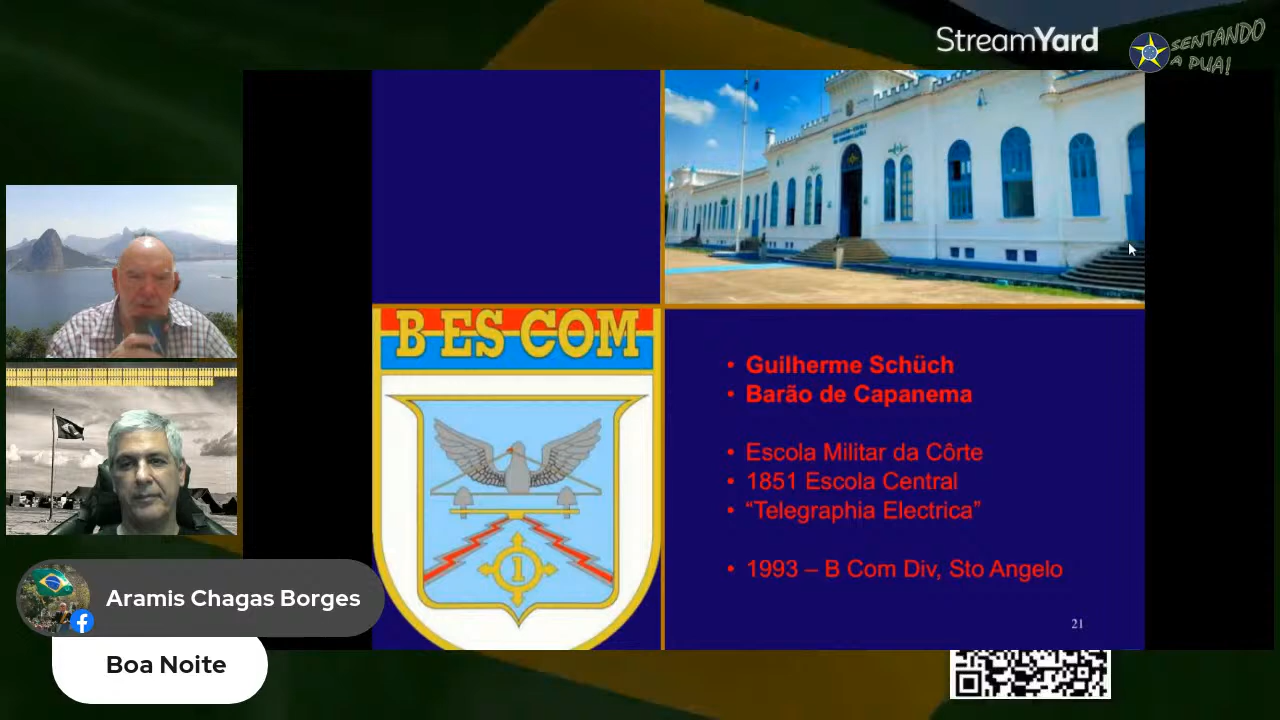 StreamYard
SENTANDO
A PUA!
B ES COM
1
• Guilherme Schüch
• Barão de Capanema
• Escola Militar da Côrte
• 1851 Escola Central
• “Telegraphia Electrica”
• 1993 – B Com Div, Sto Angelo
21
Aramis Chagas Borges
Boa Noite